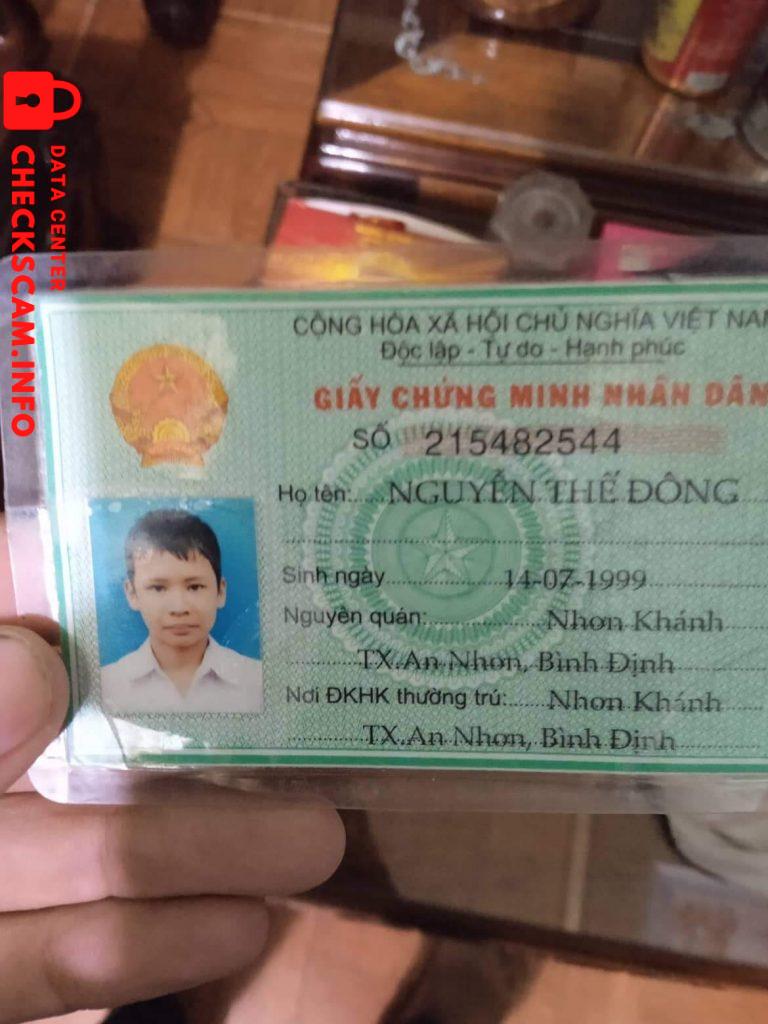 DATA CENTER
CHECKSCAM.INFO
CỘNG HÒA XÃ HỘI CHỦ NGHĨA VIỆT NAM
Độc lập - Tự do - Hạnh phúc
GIẤY CHỨNG MINH NHÂN DÂN
SỐ 215482544
Họ tên: NGUYỄN THẾ ĐÔNG
Sinh ngày 14-07-1999
Nguyên quán: Nhơn Khánh
TX.An Nhơn, Bình Định
Nơi ĐKHK thường trú: Nhơn Khánh
TX.An Nhơn, Bình Định